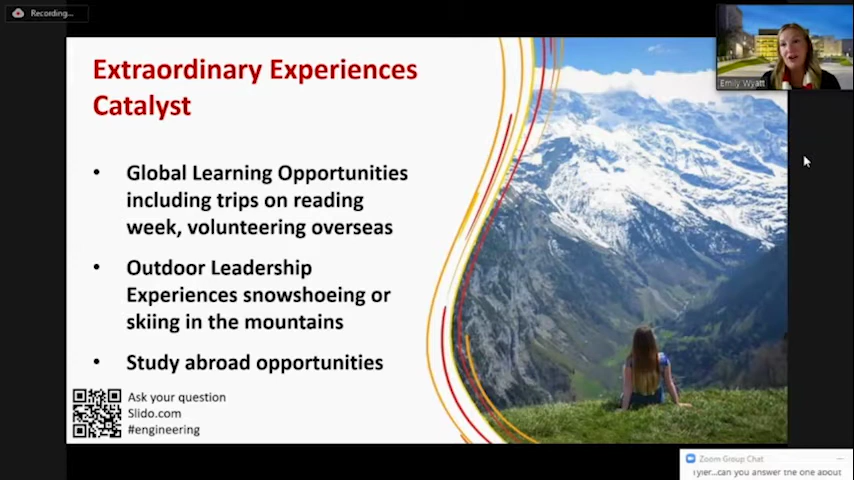 Recording...
Extraordinary Experiences
Catalyst
• Global Learning Opportunities
including trips on reading
week, volunteering overseas
• Outdoor Leadership
Experiences snowshoeing or
skiing in the mountains
• Study abroad opportunities
Ask your question
Slido.com
#engineering
Emily Wyatt
Zoom Group Chat
Tyler...can you answer the one about